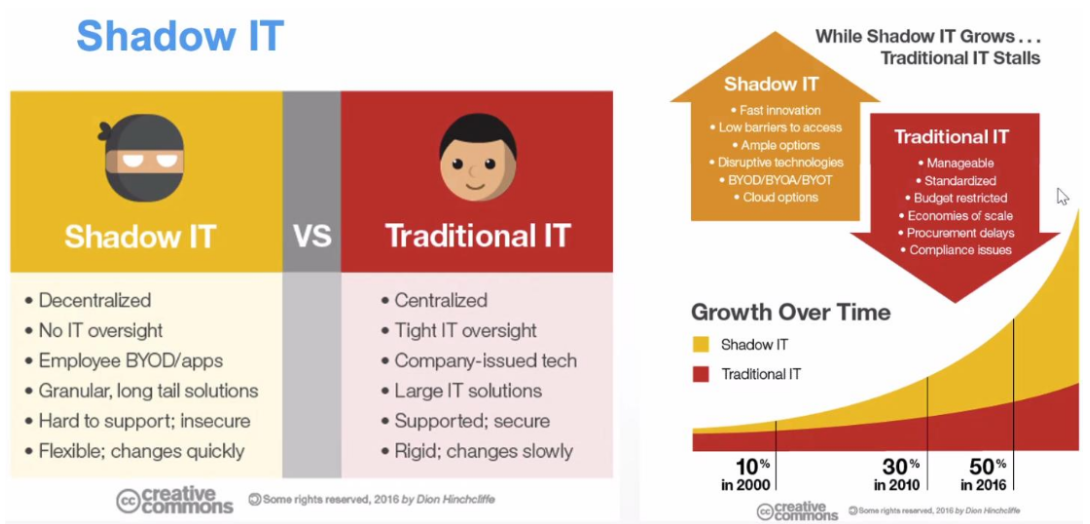 Shadow IT
Shadow IT
VS
Traditional IT
• Decentralized
• No IT oversight
• Employee BYOD/apps
• Granular, long tail solutions
• Hard to support; insecure
• Flexible; changes quickly
• Centralized
• Tight IT oversight
• Company-issued tech
• Large IT solutions
• Supported; secure
• Rigid; changes slowly
cc creative commons
Some rights reserved, 2016 by Dion Hinchcliffe
While Shadow IT Grows...
Traditional IT Stalls
Shadow IT
• Fast innovation
• Low barriers to access
• Ample options
• Disruptive technologies
• BYOD/BYOA/BYOT
• Cloud options
Traditional IT
• Manageable
• Standardized
• Budget restricted
• Economies of scale
• Procurement delays
• Compliance issues
Growth Over Time
Shadow IT
Traditional IT
10%
in 2000
30%
in 2010
50%
in 2016
cc creative commons
Some rights reserved, 2016 by Dion Hinchcliffe